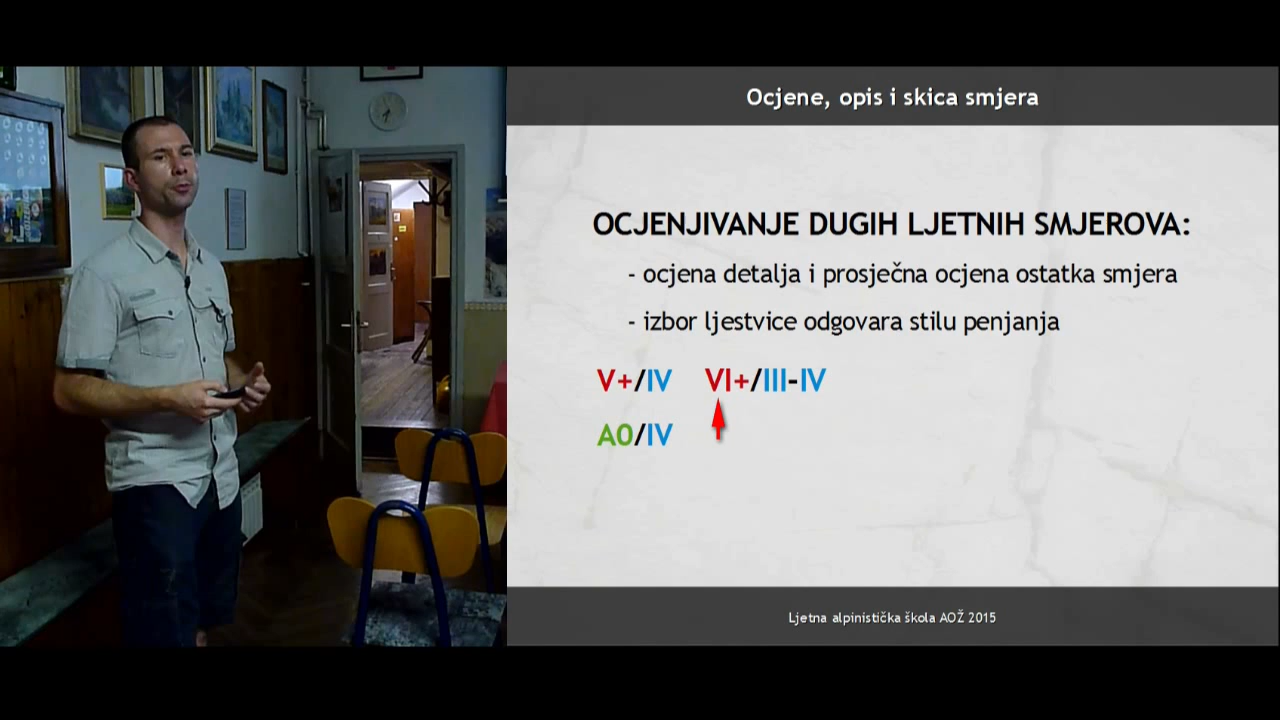 Ocjene, opis i skica smjera
OCJENJIVANJE DUGIH LJETNIH SMJEROVA:
- ocjena detalja i prosječna ocjena ostatka smjera
- izbor ljestvice odgovara stilu penjanja
V+/IV VI+/III-IV
A0/IV
Ljetna alpinistička škola AOŽ 2015